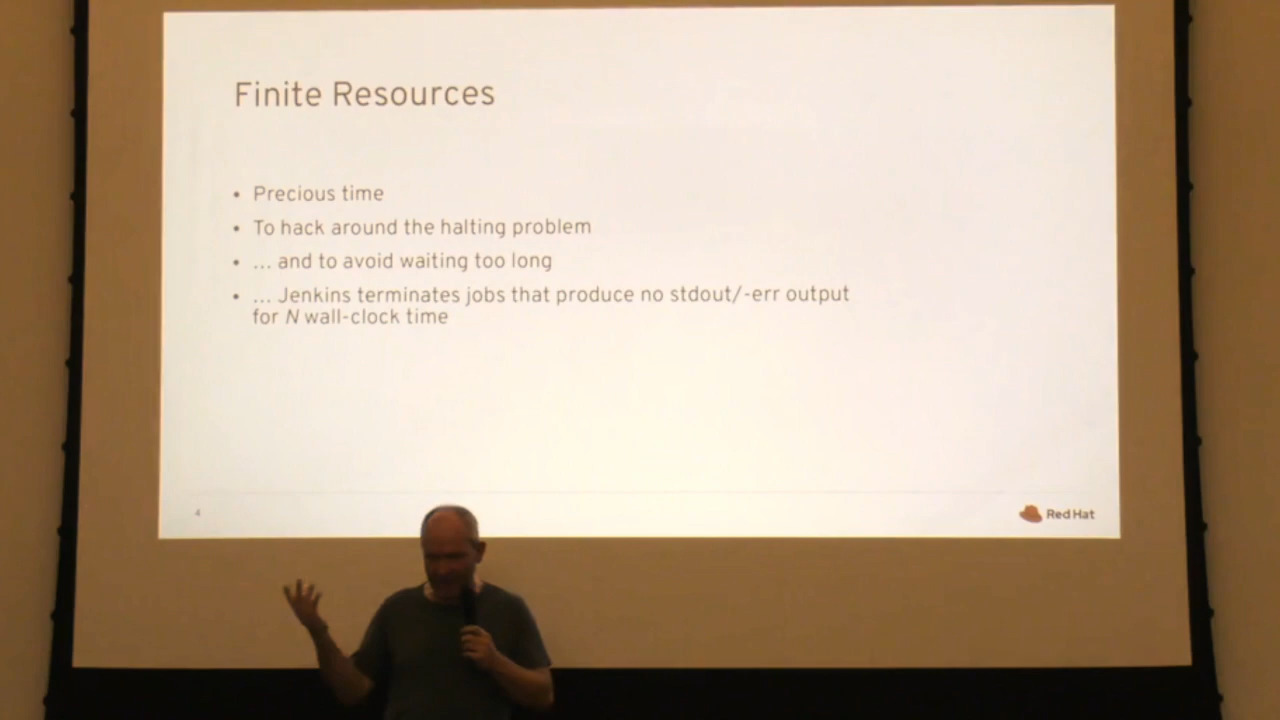 Finite Resources
• Precious time
• To hack around the halting problem
• ... and to avoid waiting too long
• ... Jenkins terminates jobs that produce no stdout/-err output
for N wall-clock time
4
Red Hat